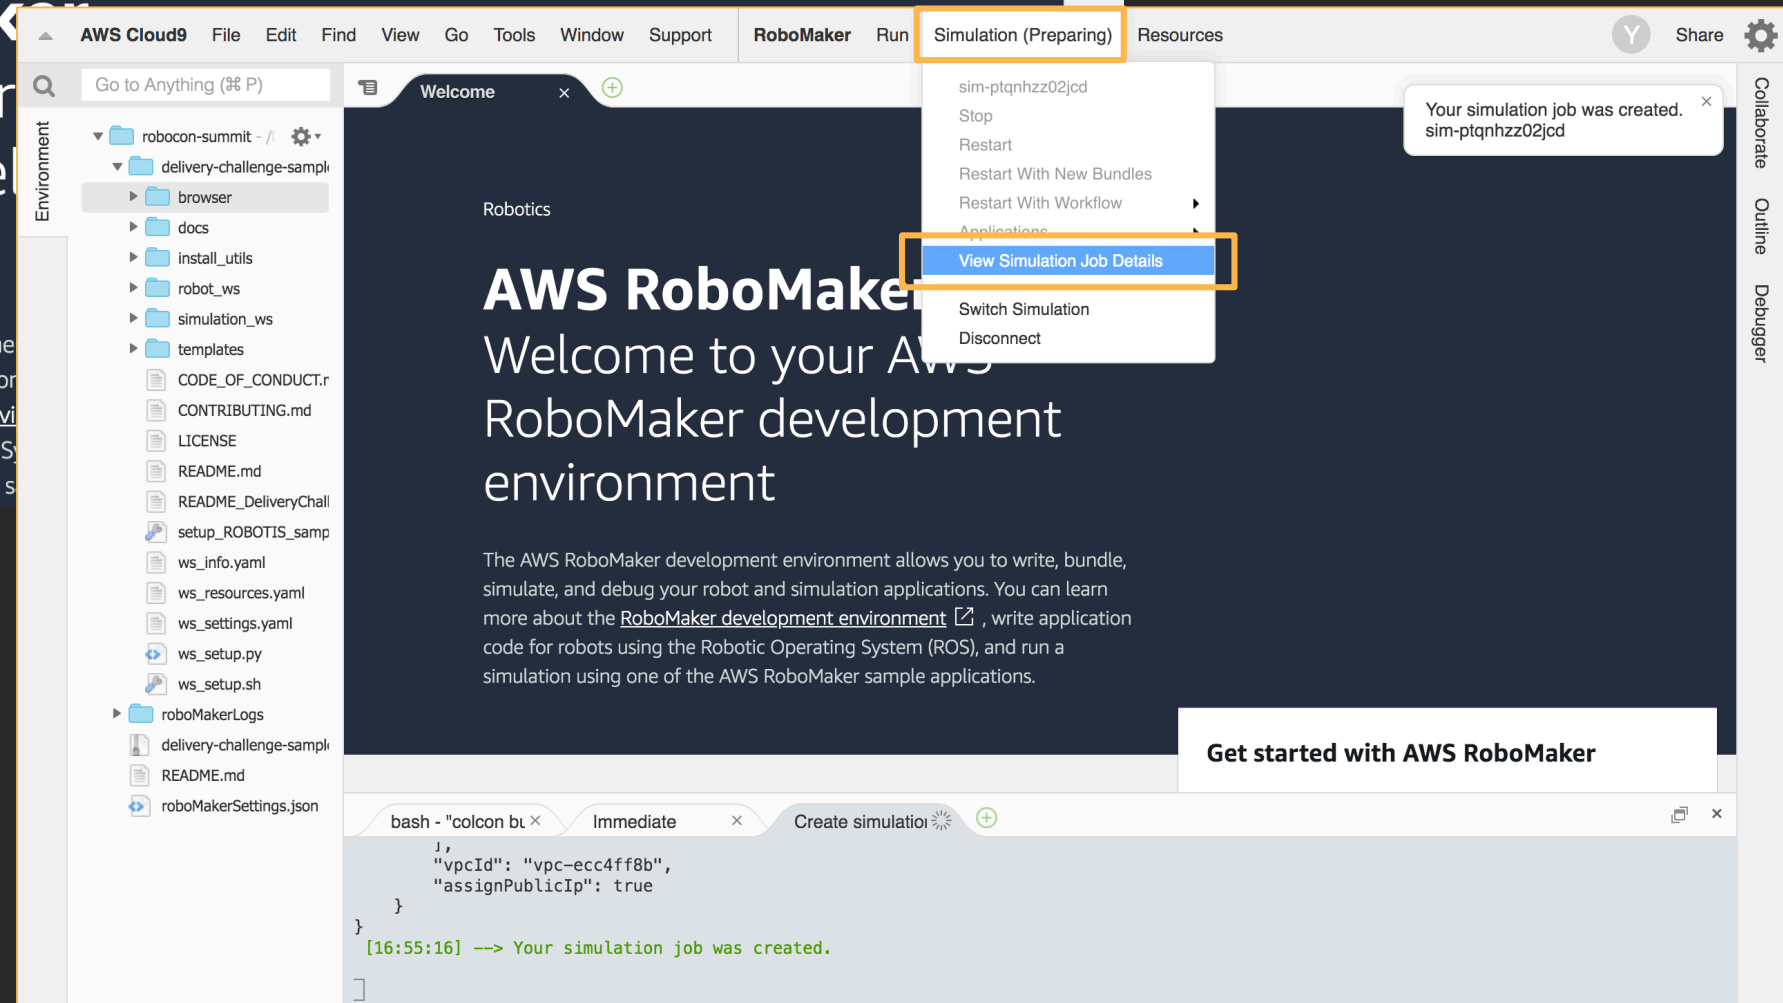 AWS Cloud9 File Edit Find View Go Tools Window Support RoboMaker Run Simulation (Preparing) Resources Y Share
Go to Anything (⌘ P)
Welcome
Environment
robocon-summit - /
delivery-challenge-sample
browser
docs
install_utils
robot_ws
simulation_ws
templates
CODE_OF_CONDUCT.r
CONTRIBUTING.md
LICENSE
README.md
README_DeliveryChall
setup_ROBOTIS_samp
ws_info.yaml
ws_resources.yaml
ws_settings.yaml
ws_setup.py
ws_setup.sh
roboMakerLogs
delivery-challenge-sample
README.md
roboMakerSettings.json
sim-ptqnhzz02jcd
Stop
Restart
Restart With New Bundles
Restart With Workflow
Applications
View Simulation Job Details
Switch Simulation
Disconnect
Your simulation job was created.
sim-ptqnhzz02jcd
Collaborate
Outline
Debugger
Robotics
AWS RoboMaker
Welcome to your AWS
RoboMaker development
environment
The AWS RoboMaker development environment allows you to write, bundle,
simulate, and debug your robot and simulation applications. You can learn
more about the RoboMaker development environment , write application
code for robots using the Robotic Operating System (ROS), and run a
simulation using one of the AWS RoboMaker sample applications.
Get started with AWS RoboMaker
bash - "colcon bu Immediate Create simulation
],
"vpcId": "vpc-ecc4ff8b",
"assignPublicIp": true
}
}
[16:55:16] --> Your simulation job was created.